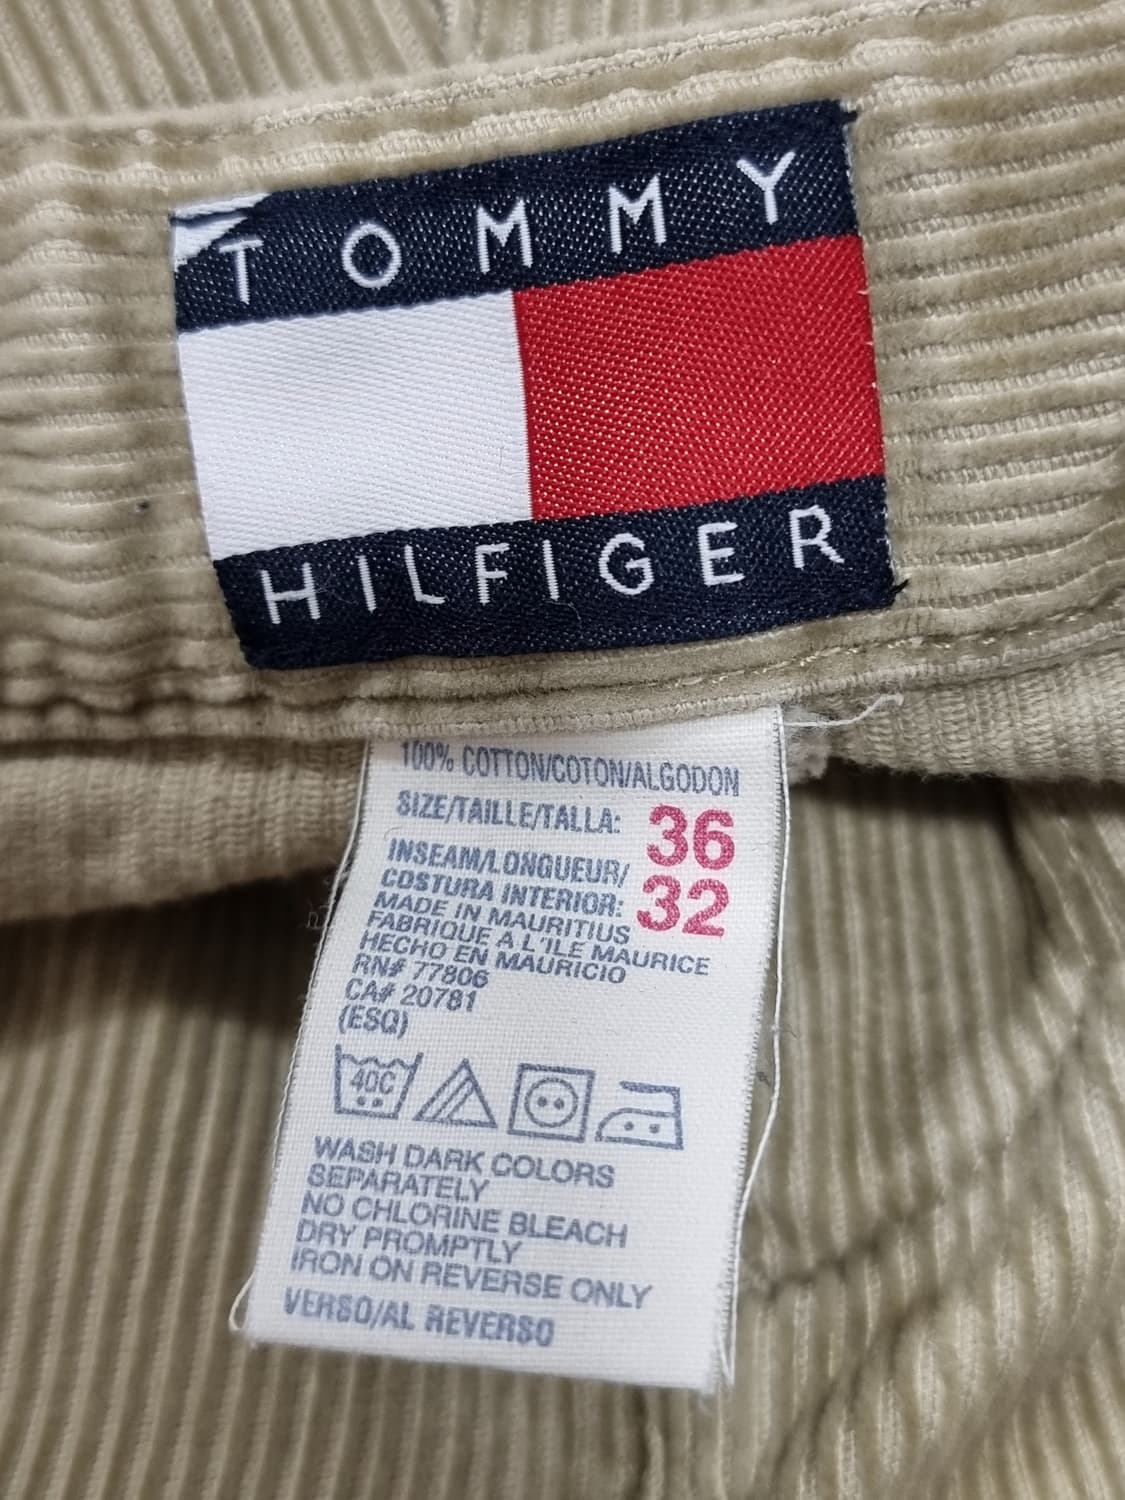 TOMMY
HILFIGER
100% COTTON/COTON/ALGODON
SIZE/TAILLE/TALLA: 36
INSEAM/LONGUEUR/
COSTURA INTERIOR: 32
MADE IN MAURITIUS
FABRIQUE A L'ILE MAURICE
HECHO EN MAURICIO
RN# 77806
CA# 20781
(ESQ)
40C
WASH DARK COLORS
SEPARATELY
NO CHLORINE BLEACH
DRY PROMPTLY
IRON ON REVERSE ONLY
VERSO/AL REVERSO